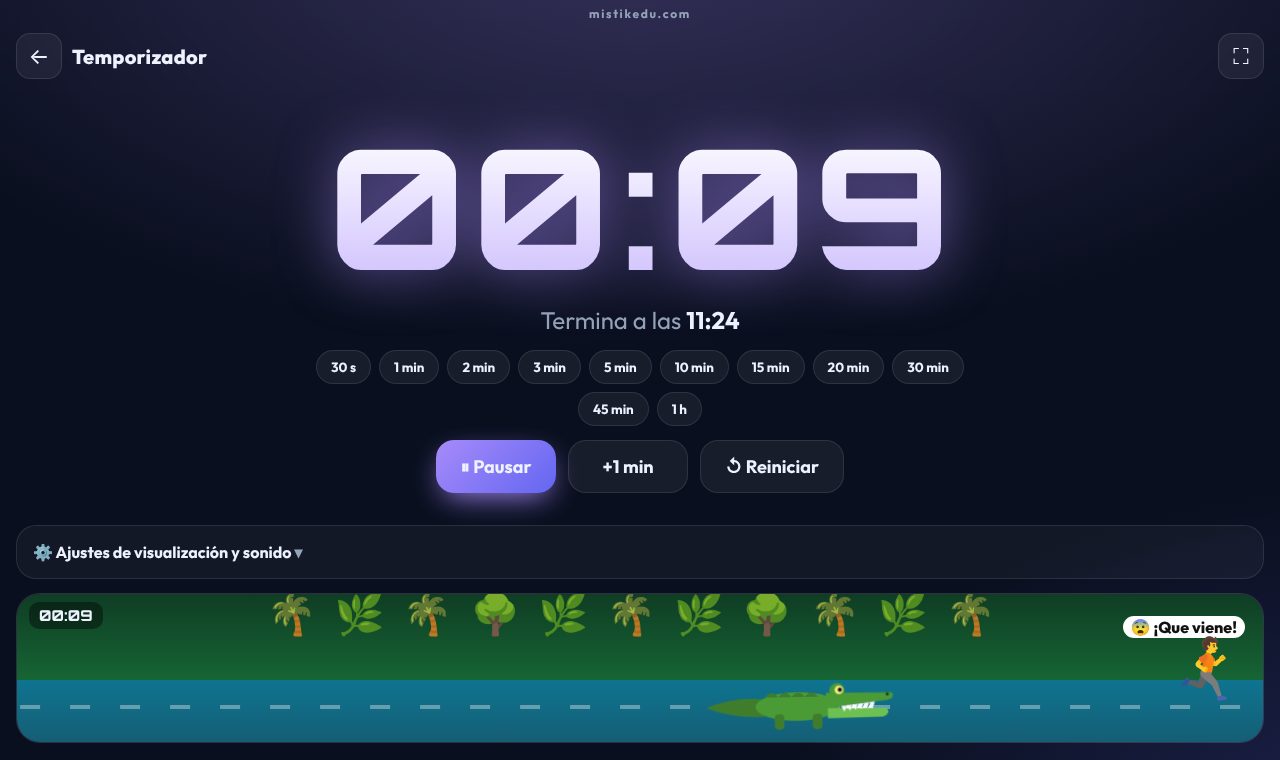 mistikedu.com
Temporizador
00:09
Termina a las 11:24
30 s 1 min 2 min 3 min 5 min 10 min 15 min 20 min 30 min
45 min 1 h
Pausar +1 min Reiniciar
Ajustes de visualización y sonido
00:09
¡Que viene!